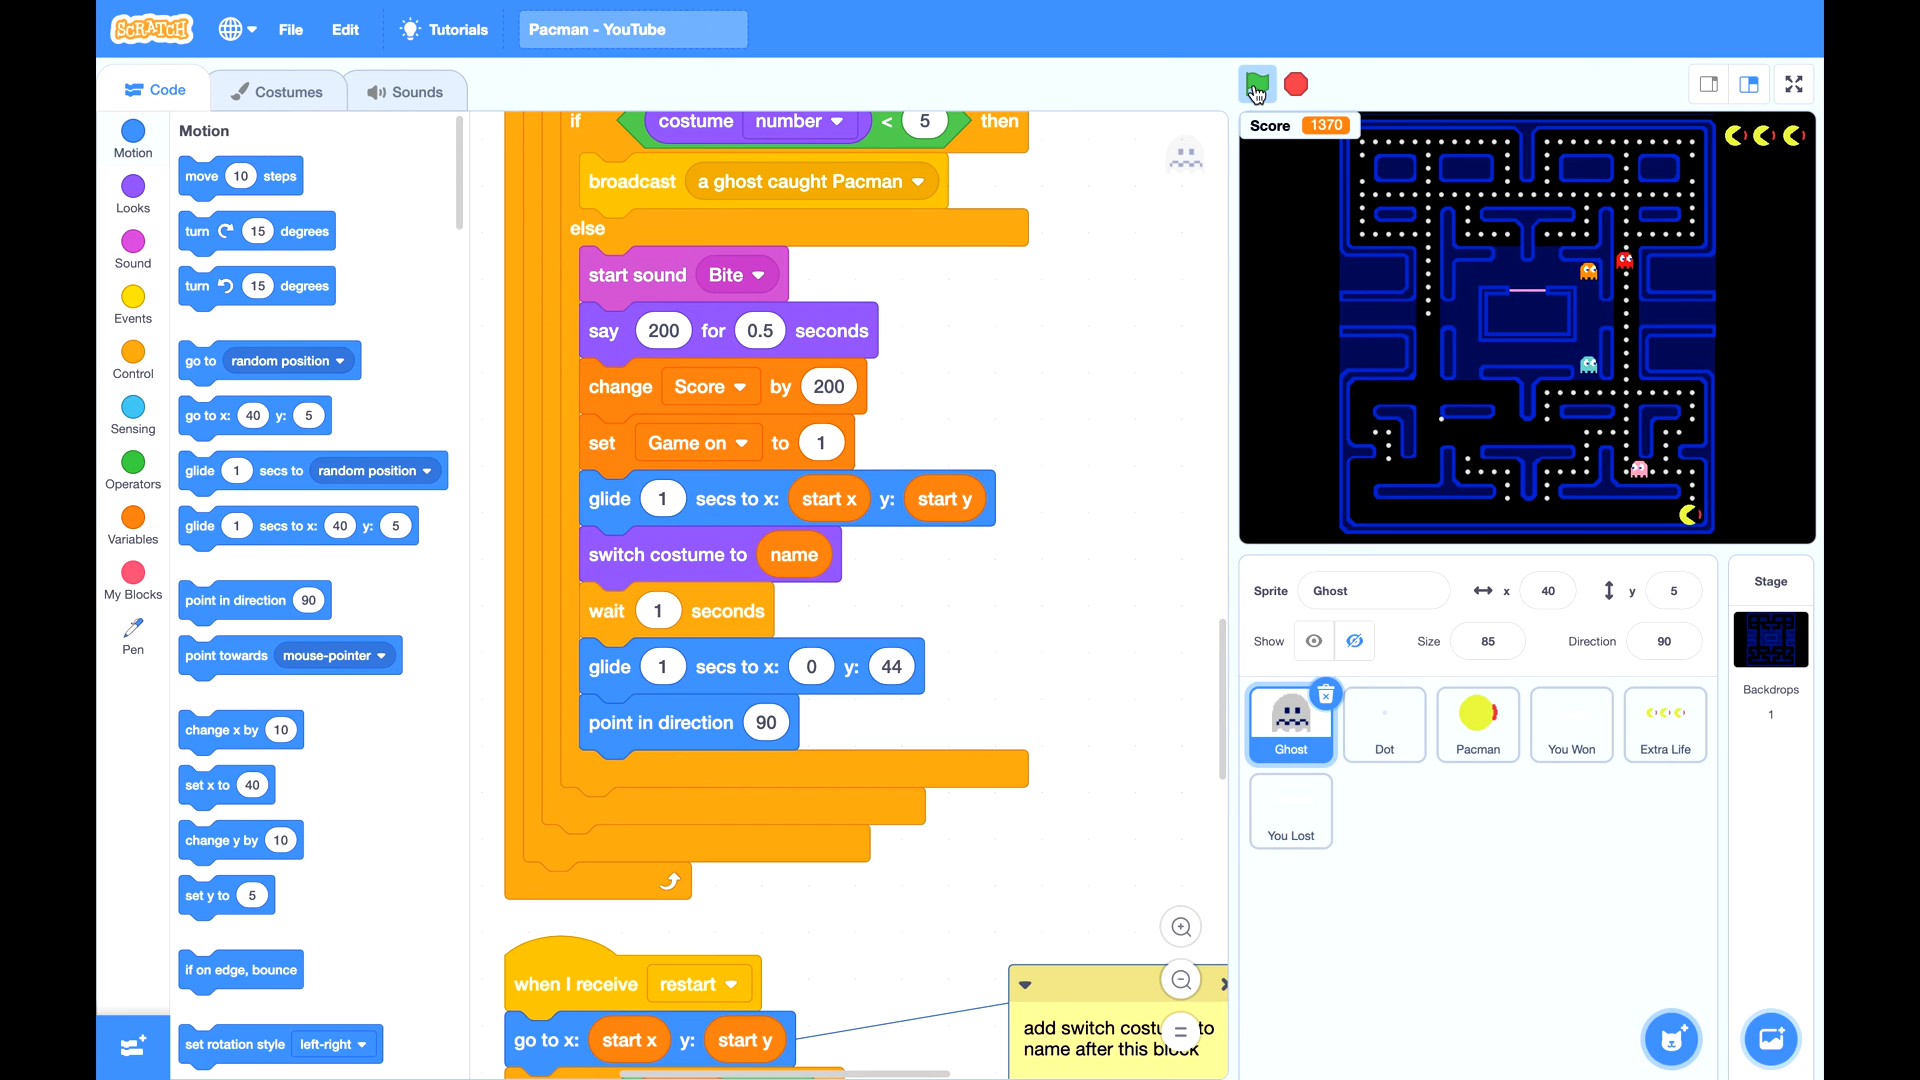 SCRATCH
File
Edit
Tutorials
Pacman - YouTube
Code
Costumes
Sounds
Motion
Looks
Sound
Events
Control
Sensing
Operators
Variables
My Blocks
Pen
Motion
move 10 steps
turn 15 degrees
turn 15 degrees
go to random position
go to x: 40 y: 5
glide 1 secs to random position
glide 1 secs to x: 40 y: 5
point in direction 90
point towards mouse-pointer
change x by 10
set x to 40
change y by 10
set y to 5
if on edge, bounce
set rotation style left-right
if costume number < 5 then
broadcast a ghost caught Pacman
else
start sound Bite
say 200 for 0.5 seconds
change Score by 200
set Game on to 1
glide 1 secs to x: start x y: start y
switch costume to name
wait 1 seconds
glide 1 secs to x: 0 y: 44
point in direction 90
when I receive restart
go to x: start x y: start y
add switch costu to
name after this block
Score 1370
Sprite Ghost x 40 y 5
Show Size 85 Direction 90
Ghost
Dot
Pacman
You Won
Extra Life
You Lost
Stage
Backdrops
1